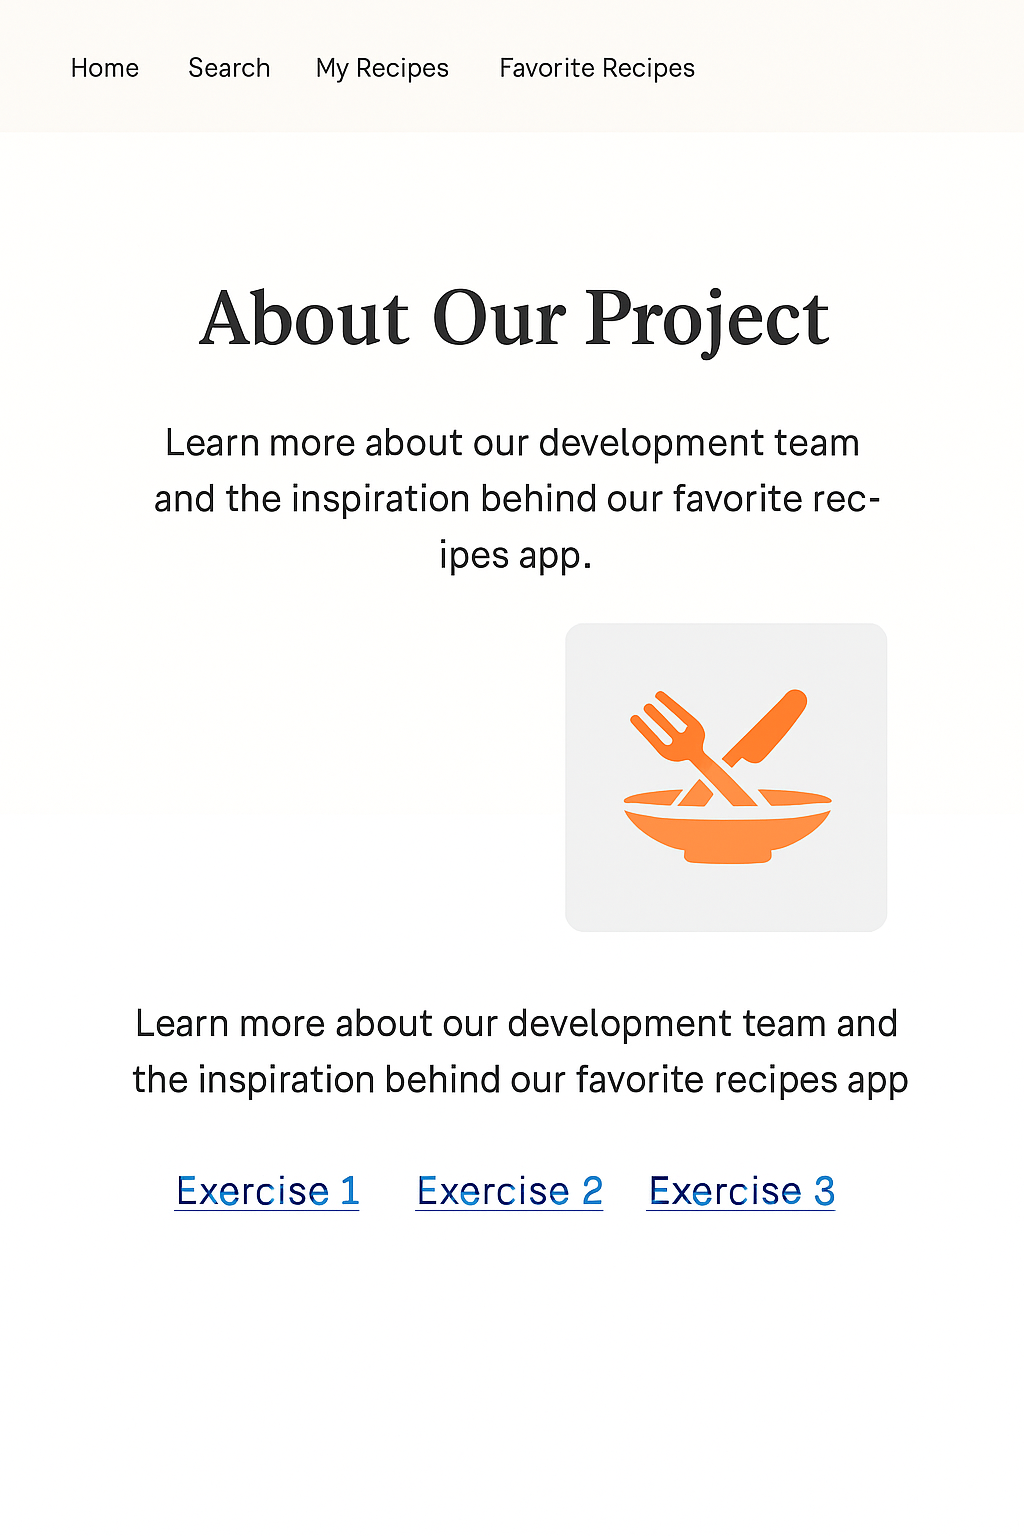 Home Search My Recipes Favorite Recipes
About Our Project
Learn more about our development team
and the inspiration behind our favorite rec-
ipes app.
Learn more about our development team and
the inspiration behind our favorite recipes app
Exercise 1 Exercise 2 Exercise 3